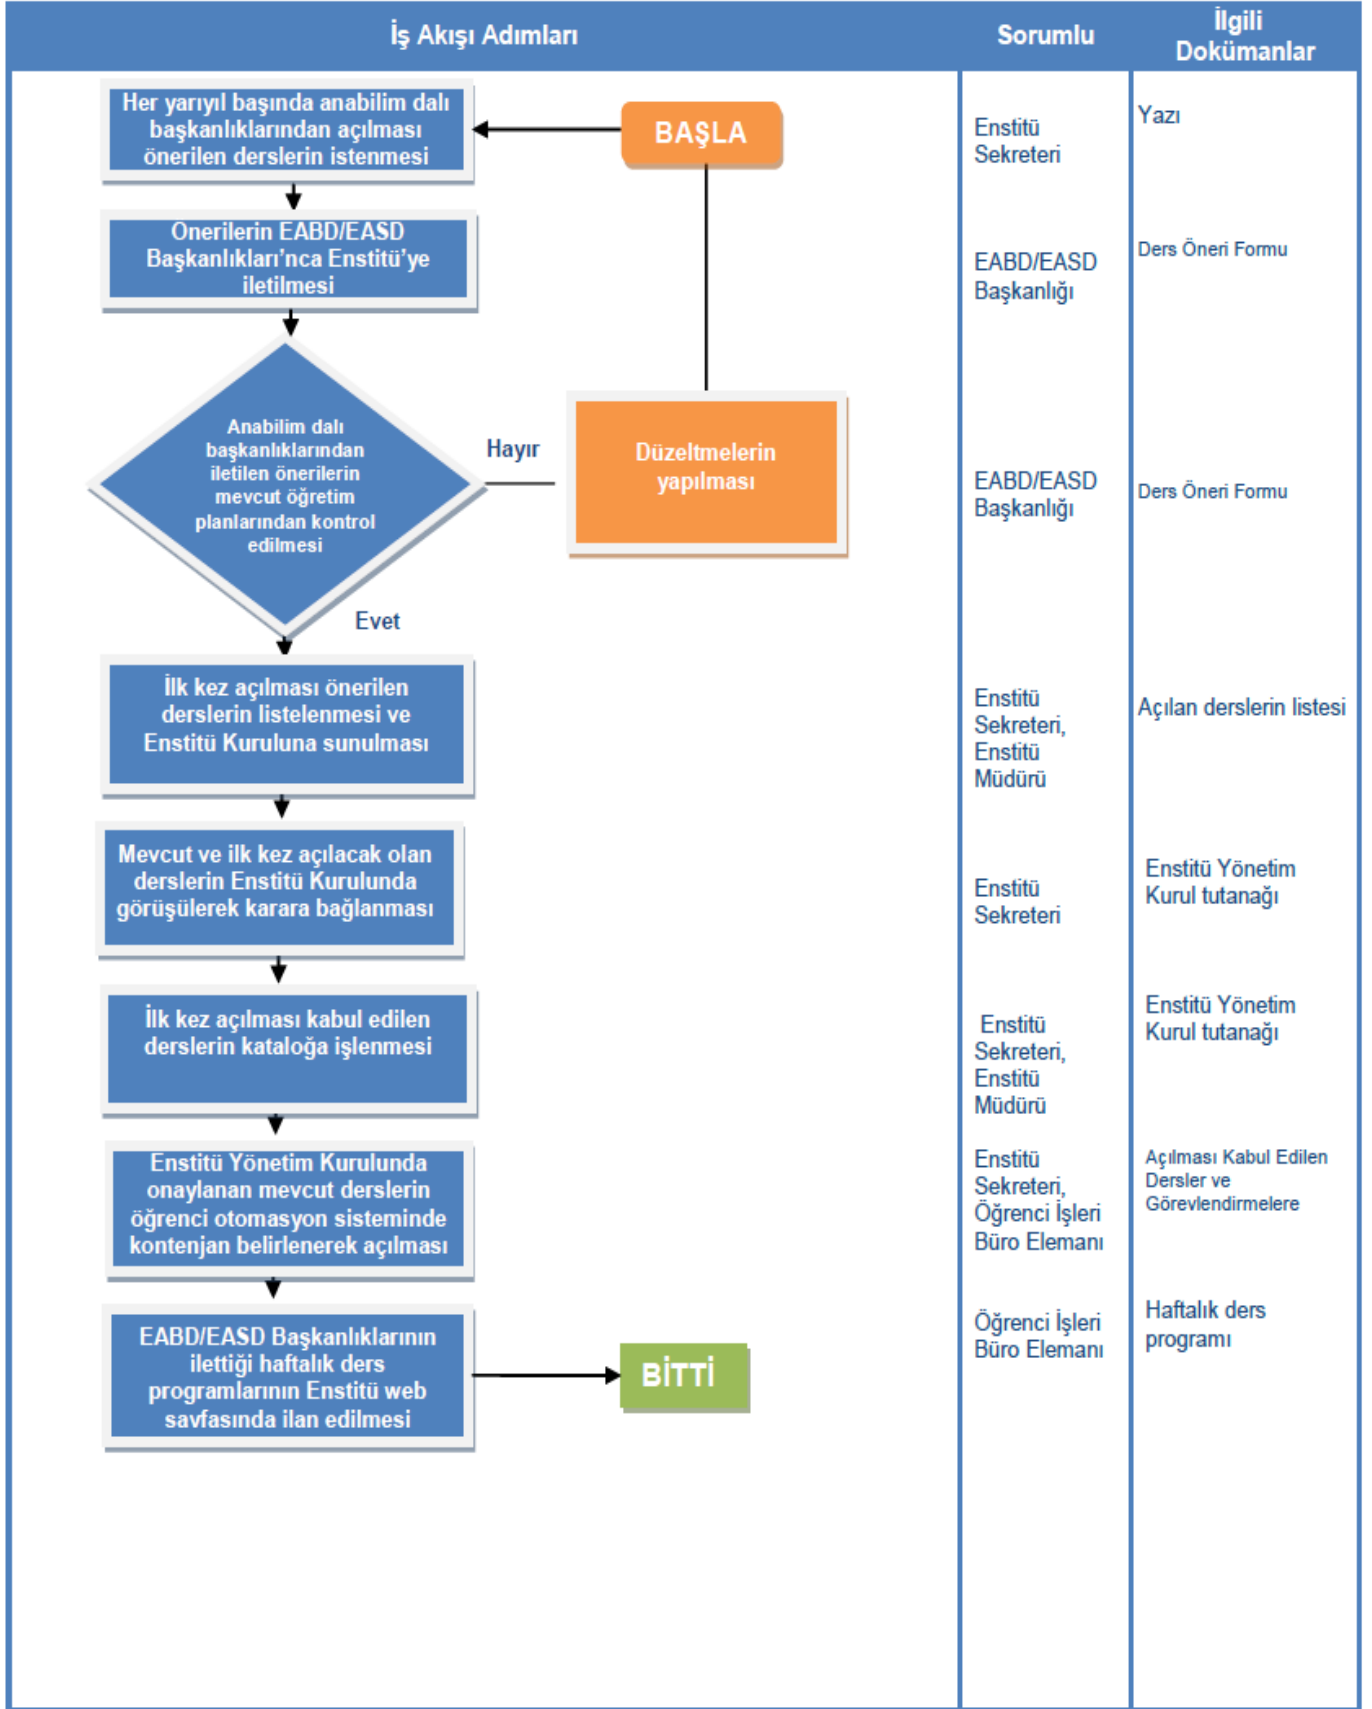 İş Akışı Adımları
Sorumlu
İlgili
Dokümanlar
Her yarıyıl başında anabilim dalı
başkanlıklarından açılması
önerilen derslerin istenmesi
BAŞLA
Enstitü
Sekreteri
Yazı
Onerilerin EABD/EASD
Başkanlıkları'nca Enstitü'ye
iletilmesi
EABD/EASD
Başkanlığı
Ders Öneri Formu
Anabilim dalı
başkanlıklarından
iletilen önerilerin
mevcut öğretim
planlarından kontrol
edilmesi
Hayır
Düzeltmelerin
yapılması
EABD/EASD
Başkanlığı
Ders Öneri Formu
Evet
İlk kez açılması önerilen
derslerin listelenmesi ve
Enstitü Kuruluna sunulması
Enstitü
Sekreteri,
Enstitü
Müdürü
Açılan derslerin listesi
Mevcut ve ilk kez açılacak olan
derslerin Enstitü Kurulunda
görüşülerek karara bağlanması
Enstitü
Sekreteri
Enstitü Yönetim
Kurul tutanağı
İlk kez açılması kabul edilen
derslerin kataloğa işlenmesi
Enstitü
Sekreteri,
Enstitü
Müdürü
Enstitü Yönetim
Kurul tutanağı
Enstitü Yönetim Kurulunda
onaylanan mevcut derslerin
öğrenci otomasyon sisteminde
kontenjan belirlenerek açılması
Enstitü
Sekreteri,
Öğrenci İşleri
Büro Elemanı
Açılması Kabul Edilen
Dersler ve
Görevlendirmelere
EABD/EASD Başkanlıklarının
ilettiği haftalık ders
programlarının Enstitü web
savfasında ilan edilmesi
BİTTİ
Öğrenci İşleri
Büro Elemanı
Haftalık ders
programı